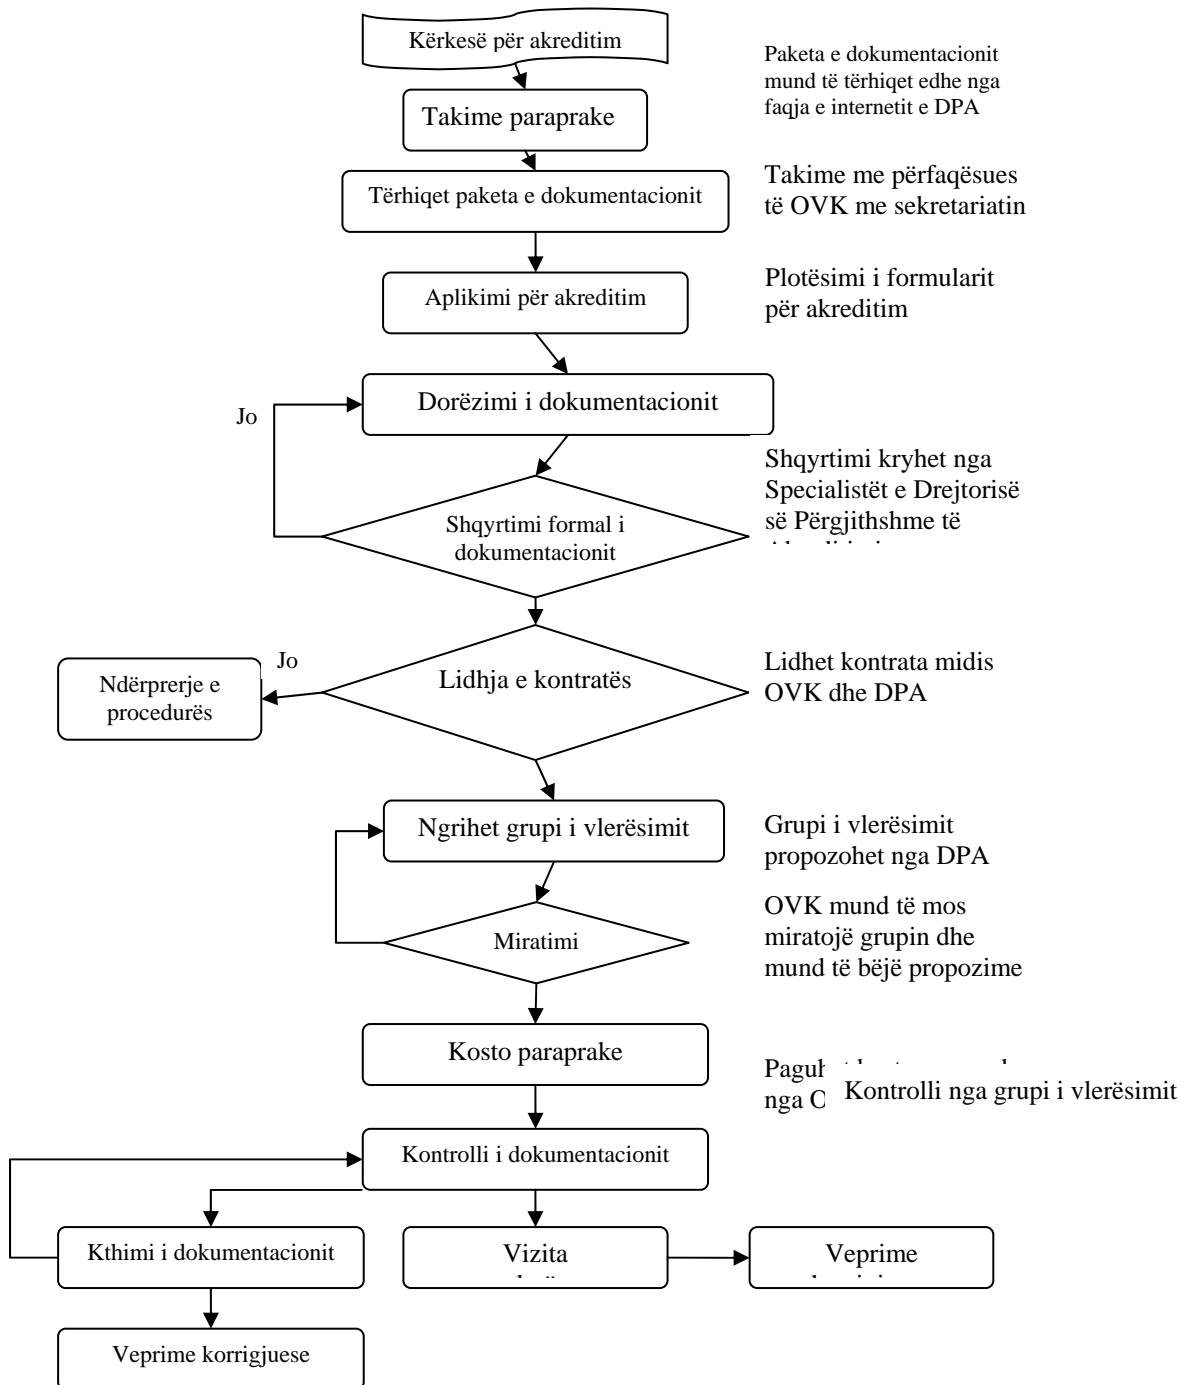 Kërkesë për akreditim
Paketa e dokumentacionit
mund të tërhiqet edhe nga
faqja e internetit e DPA
Takime paraprake
Tërhiqet paketa e dokumentacionit
Takime me përfaqësues
të OVK me sekretariatin
Aplikimi për akreditim
Plotësimi i formularit
për akreditim
Dorëzimi i dokumentacionit
Jo
Shqyrtimi formal i
dokumentacionit
Shqyrtimi kryhet nga
Specialistët e Drejtorisë
së Përgjithshme të
Jo
Lidhja e kontratës
Ndërprerje e
procedurës
Lidhet kontrata midis
OVK dhe DPA
Ngrihet grupi i vlerësimit
Grupi i vlerësimit
propozohet nga DPA
Miratimi
OVK mund të mos
miratojë grupin dhe
mund të bëjë propozime
Kosto paraprake
nga
Kontrolli nga grupi i vlerësimit
Kontrolli i dokumentacionit
Kthimi i dokumentacionit
Vizita
Veprime
Veprime korrigjuese